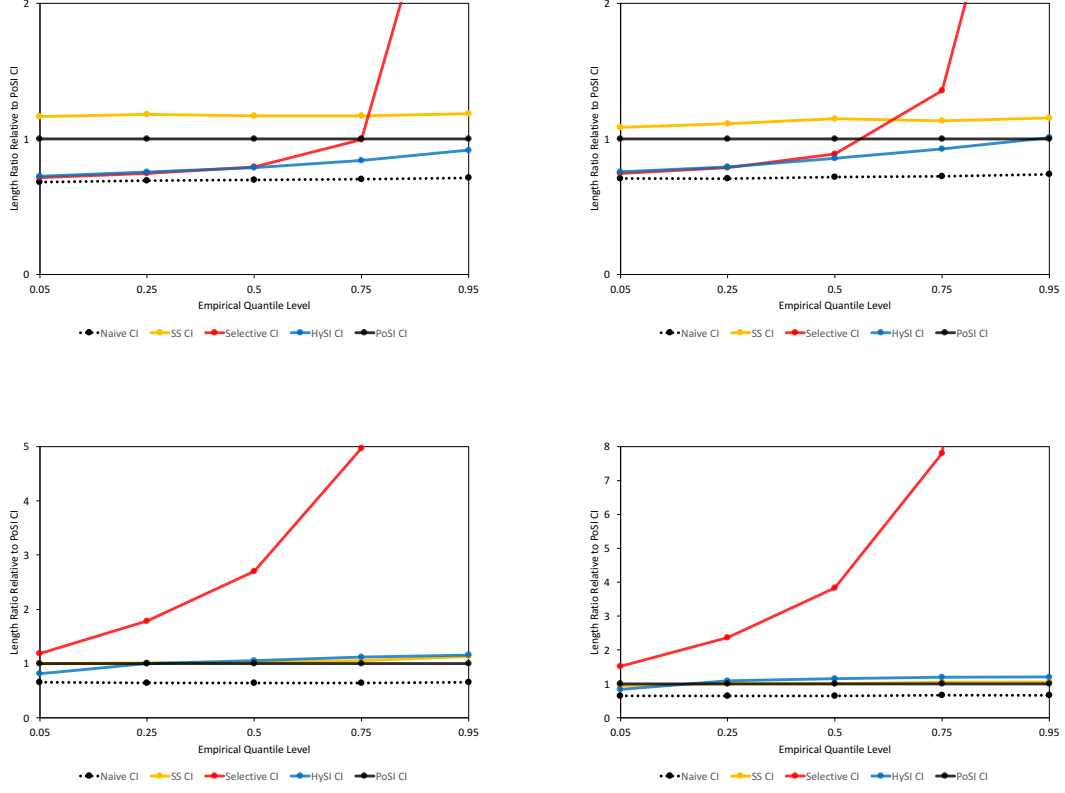 2
1
0
Length Ratio Relative to PoSI CI
0.05 0.25 0.5 0.75 0.95
Empirical Quantile Level
Naive CI SS CI Selective CI HySI CI PoSI CI
2
1
0
Length Ratio Relative to PoSI CI
0.05 0.25 0.5 0.75 0.95
Empirical Quantile Level
Naive CI SS CI Selective CI HySI CI PoSI CI
5
4
3
2
1
0
Length Ratio Relative to PoSI CI
0.05 0.25 0.5 0.75 0.95
Empirical Quantile Level
Naive CI SS CI Selective CI HySI CI PoSI CI
8
7
6
5
4
3
2
1
0
Length Ratio Relative to PoSI CI
0.05 0.25 0.5 0.75 0.95
Empirical Quantile Level
Naive CI SS CI Selective CI HySI CI PoSI CI